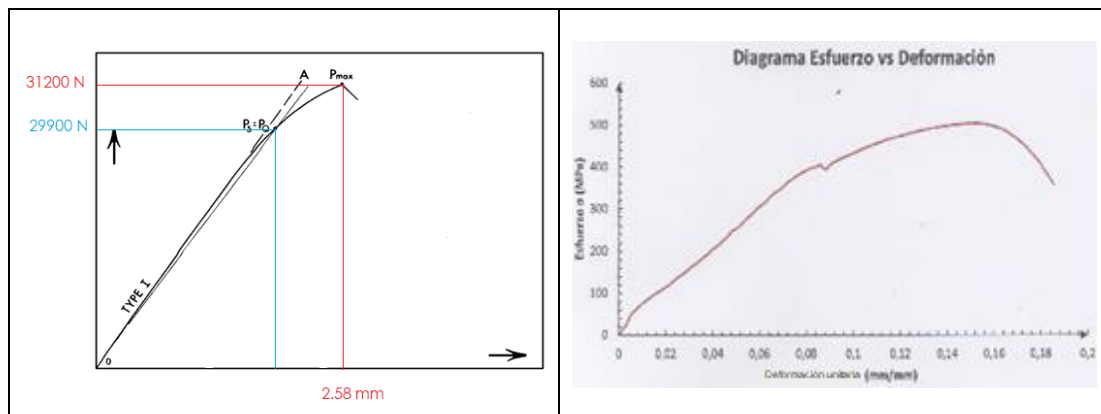 31200 N
29900 N
A
Pmax
PS=PQ
TYPE I
0
2.58 mm
Diagrama Esfuerzo vs Deformación
600
500
400
300
200
100
0
Esfuerzo σ (MPa)
0
0,02
0,04
0,06
0,08
0,1
0,12
0,14
0,16
0,18
0,2
Deformación unitaria (mm/mm)